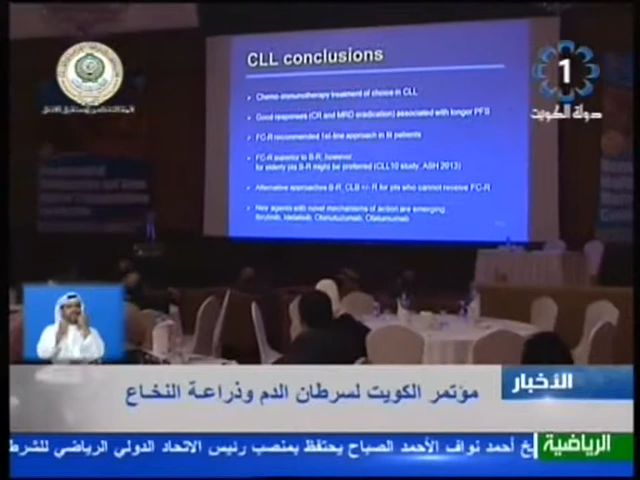 CLL conclusions
Chemo-immunotherapy treatment of choice in CLL
Good responses (CR and MRD eradication) associated with longer PFS
FC-R recommended 1st-line approach in fit patients
FC-R superior to B-R, however,
for elderly pts B-R might be preferred (CLL10 study, ASH 2013)
Alternative approaches B-R, CLB +/- R for pts who cannot receive FC-R
New agents with novel mechanisms of action are emerging
Ibrutinib, Idelalisib, Obinutuzumab, Ofatumumab
1
دولة الكويت
الأخبار
مؤتمر الكويت لسرطان الدم وزراعة النخاع
الرياضية
خ أحمد نواف الأحمد الصباح يحتفظ بمنصب رئيس الاتحاد الدولي الرياضي للشرط